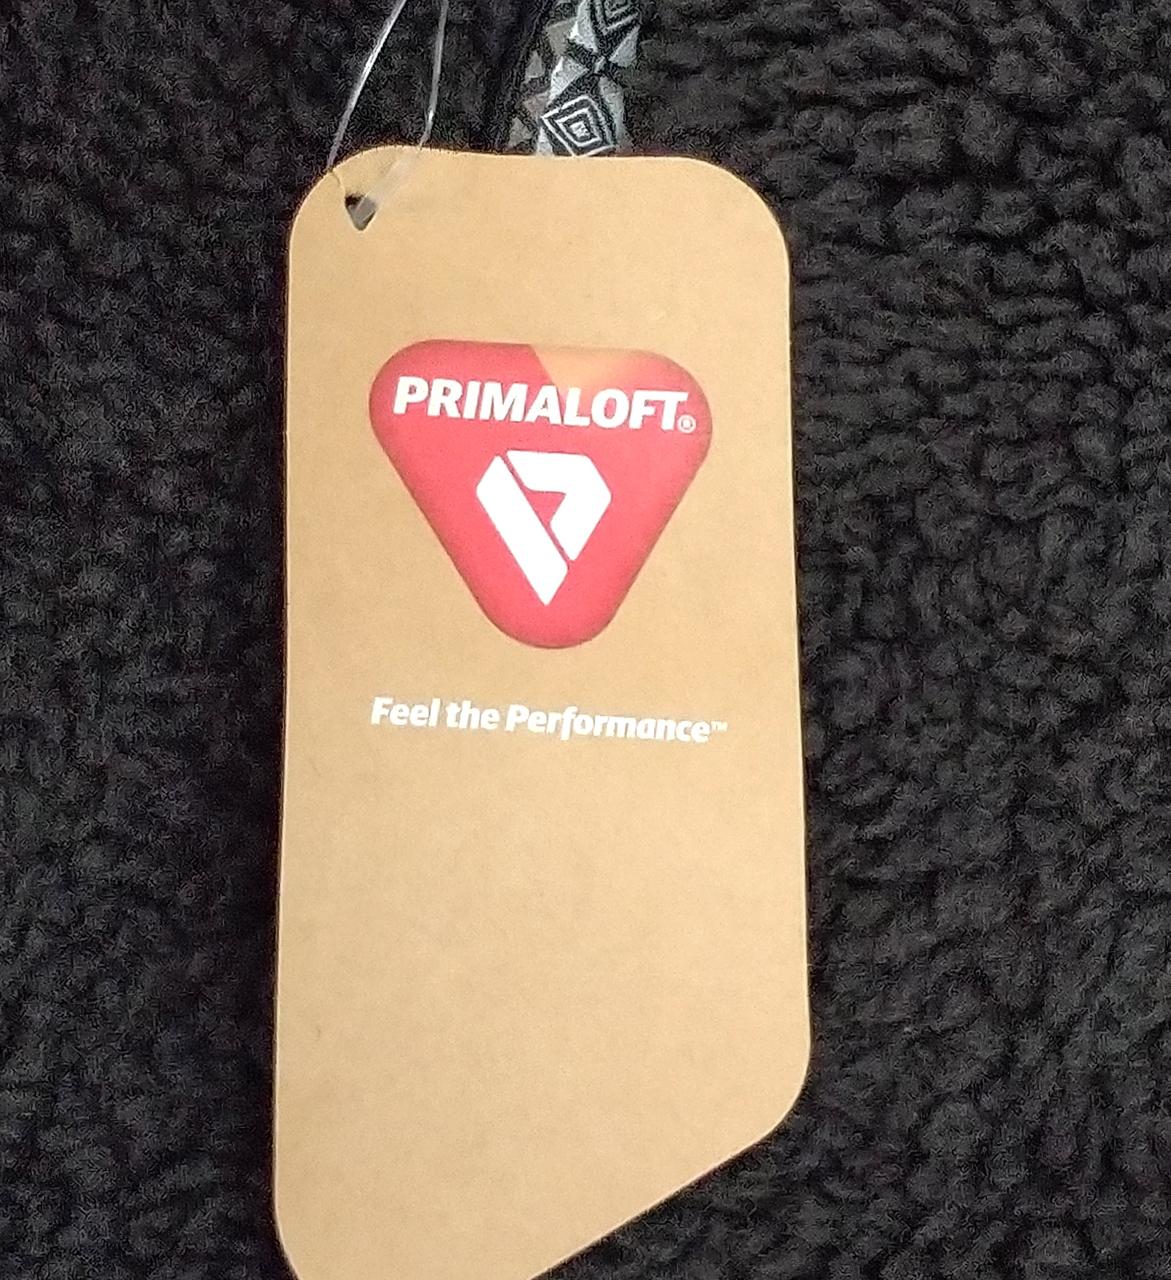 PRIMALOFT®
Feel the Performance™